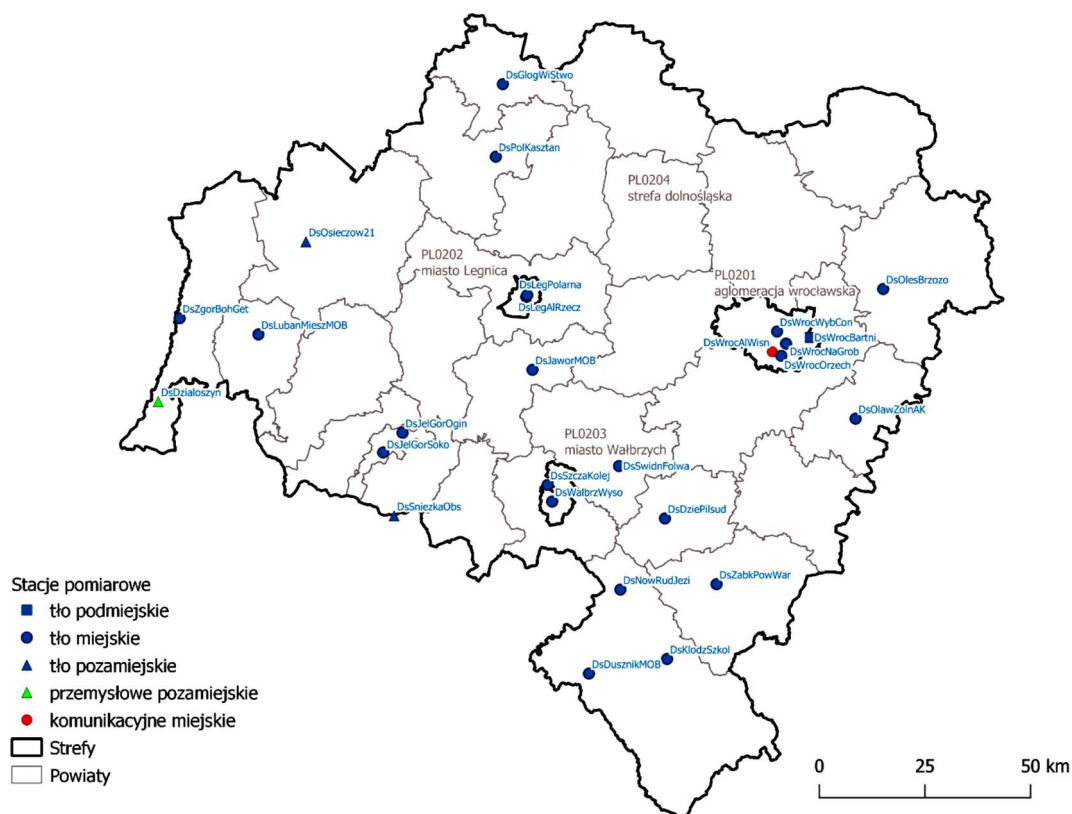 DsGlogWiStwo
DsPolKasztan
PL0204
strefa dolnośląska
DsOsieczow21
PL0202
miasto Legnica
PL0201
aglomeracja wrocławska
DsOlesBrzozo
DsLegPolarna
DsLegAlRzecz
DsZgorBohGet
DsLubanMieszMOB
DsWrocWybCon
DsWrocBartni
DsWrocAlWisn
DsWrocNaGrob
DsWrocOrzech
DsJaworMOB
DsDzialoszyn
DsOlawZolnAK
DsJelGorOgin
DsJelGorSoko
PL0203
miasto Wałbrzych
DsSwidnFolwa
DsSzczaKolej
DsWalbrzWyso
DsSniezkaObs
DsDziePilsud
DsNowRudJezi
DsZabkPowWar
DsKlodzSzkol
DsDusznikMOB
Stacje pomiarowe
tło podmiejskie
tło miejskie
tło pozamiejskie
przemysłowe pozamiejskie
komunikacyjne miejskie
Strefy
Powiaty
0 25 50 km